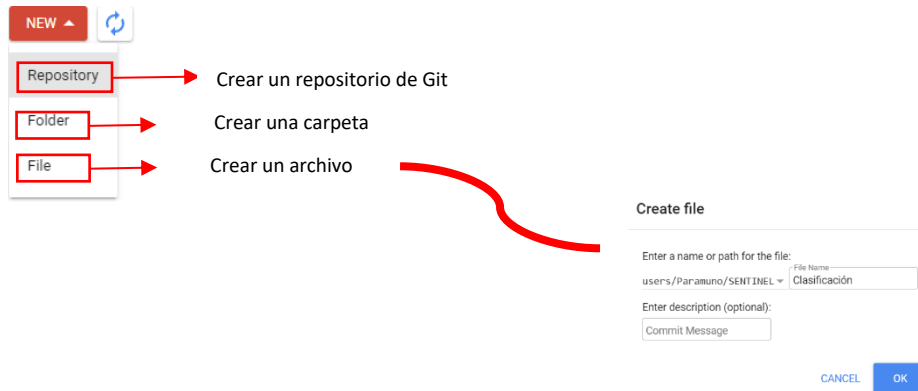 NEW
Repository
Crear un repositorio de Git
Folder
Crear una carpeta
File
Crear un archivo
Create file
Enter a name or path for the file:
users/Paramuno/SENTINEL
File Name
Clasificación
Enter description (optional):
Commit Message
CANCEL
OK